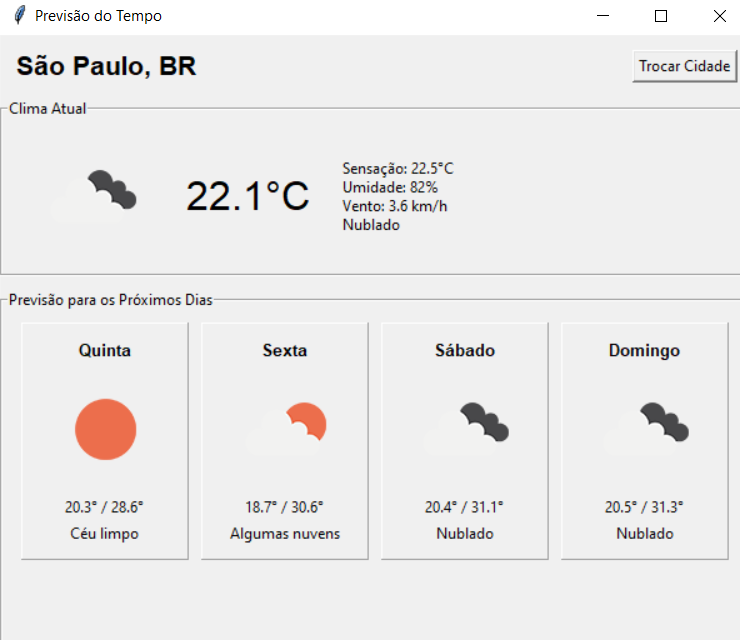 Previsão do Tempo
São Paulo, BR
Trocar Cidade
Clima Atual
22.1°C
Sensação: 22.5°C
Umidade: 82%
Vento: 3.6 km/h
Nublado
Previsão para os Próximos Dias
Quinta
20.3° / 28.6°
Céu limpo
Sexta
18.7° / 30.6°
Algumas nuvens
Sábado
20.4° / 31.1°
Nublado
Domingo
20.5° / 31.3°
Nublado